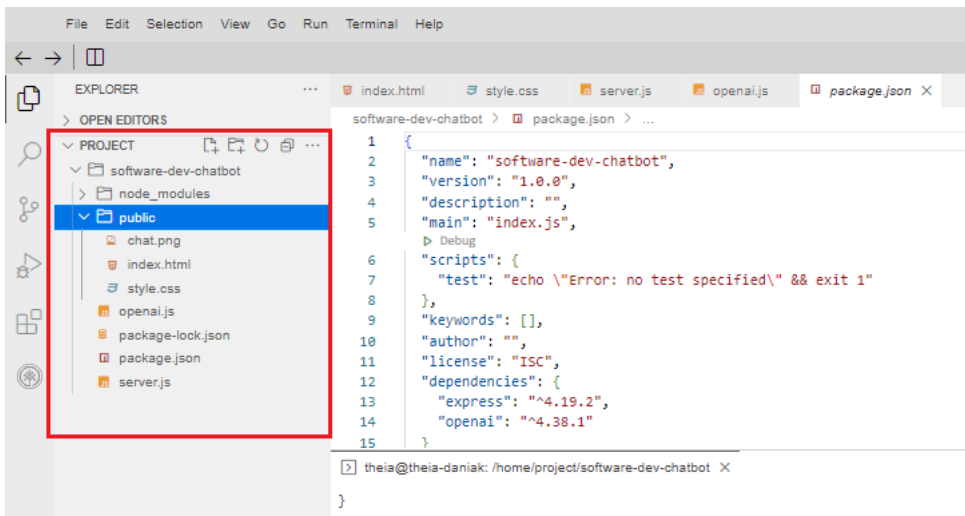 File Edit Selection View Go Run Terminal Help
EXPLORER ...
OPEN EDITORS
PROJECT ...
software-dev-chatbot
node_modules
public
chat.png
index.html
style.css
openai.js
package-lock.json
package.json
server.js
index.html style.css server.js openai.js package.json
software-dev-chatbot > package.json > ...
1 {
2 "name": "software-dev-chatbot",
3 "version": "1.0.0",
4 "description": "",
5 "main": "index.js",
Debug
6 "scripts": {
7 "test": "echo \"Error: no test specified\" && exit 1"
8 },
9 "keywords": [],
10 "author": "",
11 "license": "ISC",
12 "dependencies": {
13 "express": "^4.19.2",
14 "openai": "^4.38.1"
15 }
theia@theia-daniak: /home/project/software-dev-chatbot
}